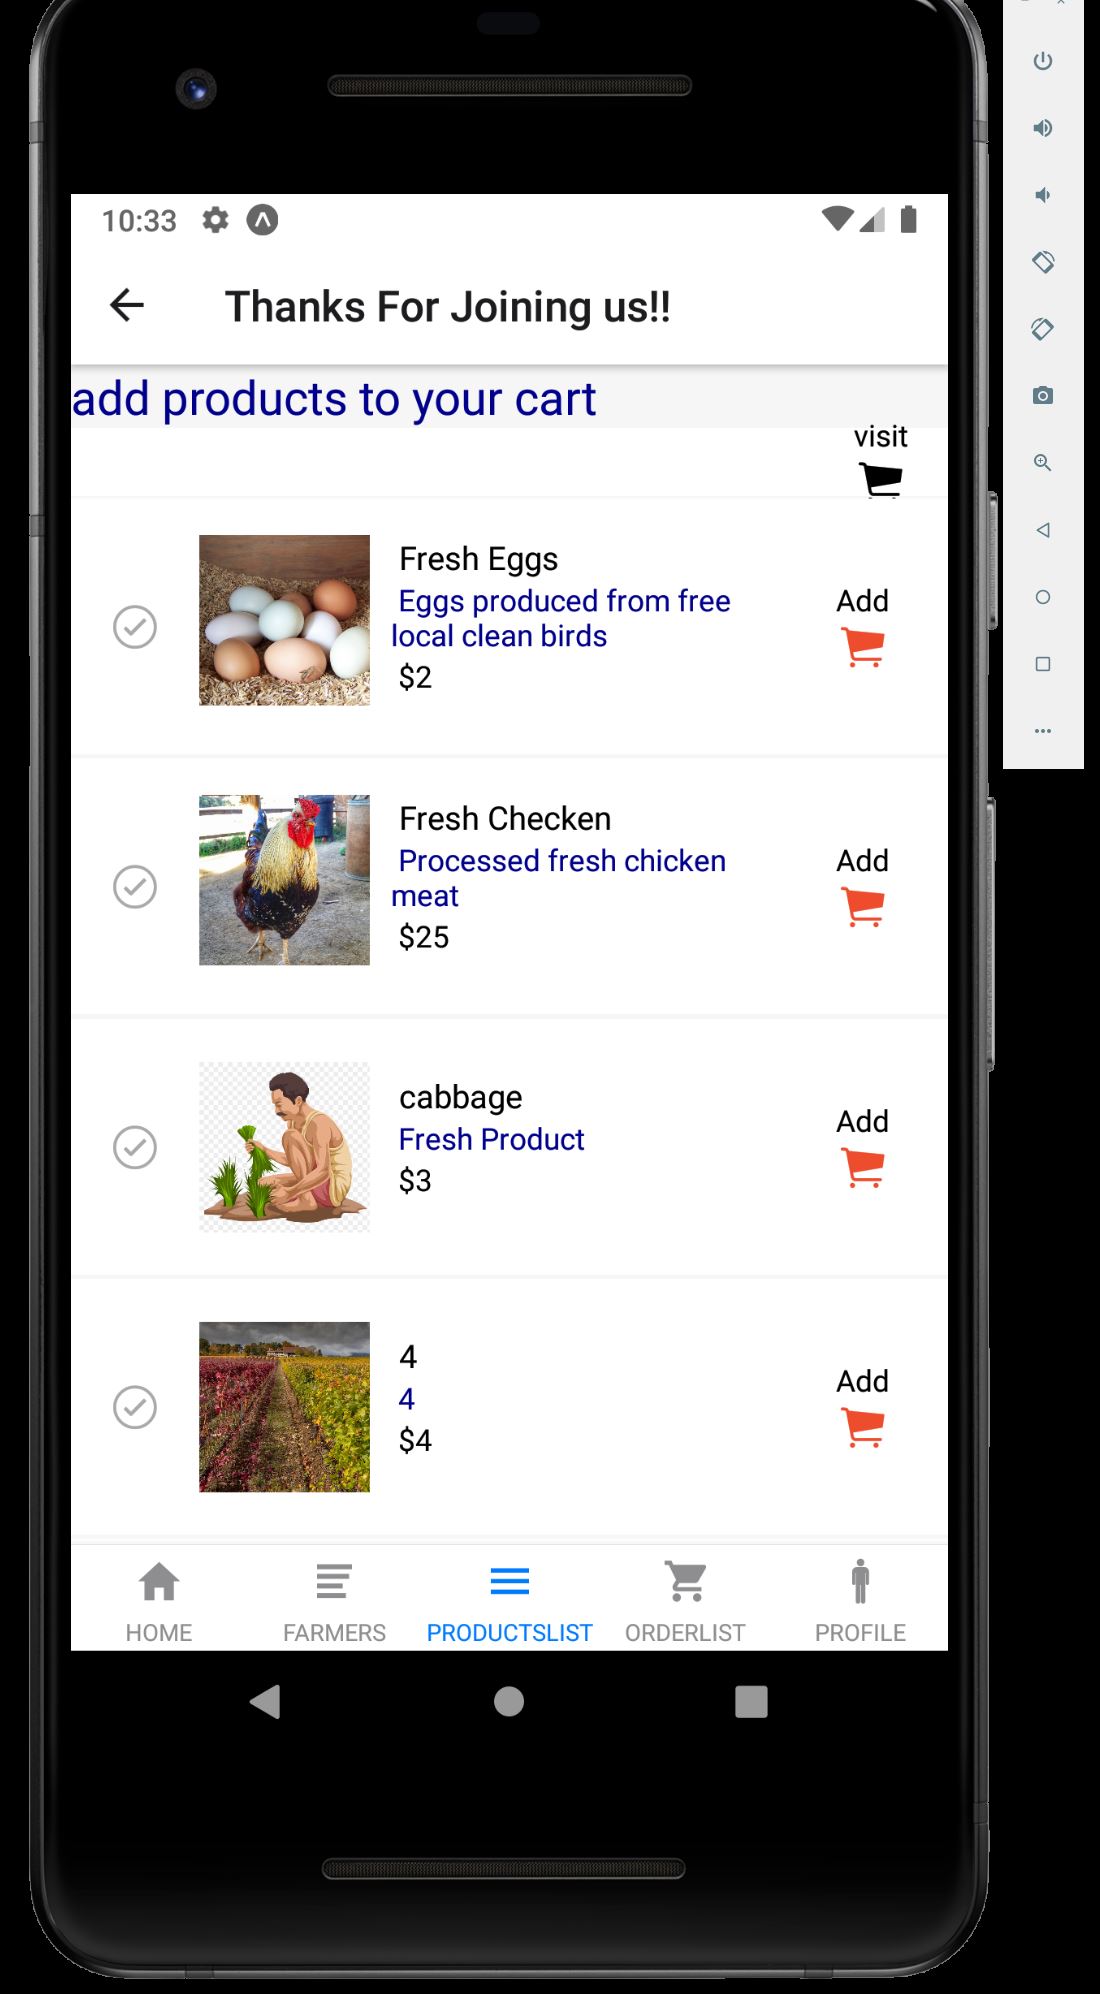 10:33
Thanks For Joining us!!
add products to your cart
visit
Fresh Eggs
Eggs produced from free
local clean birds
$2
Add
Fresh Checken
Processed fresh chicken
meat
$25
Add
cabbage
Fresh Product
$3
Add
4
4
$4
Add
HOME FARMERS PRODUCTSLIST ORDERLIST PROFILE